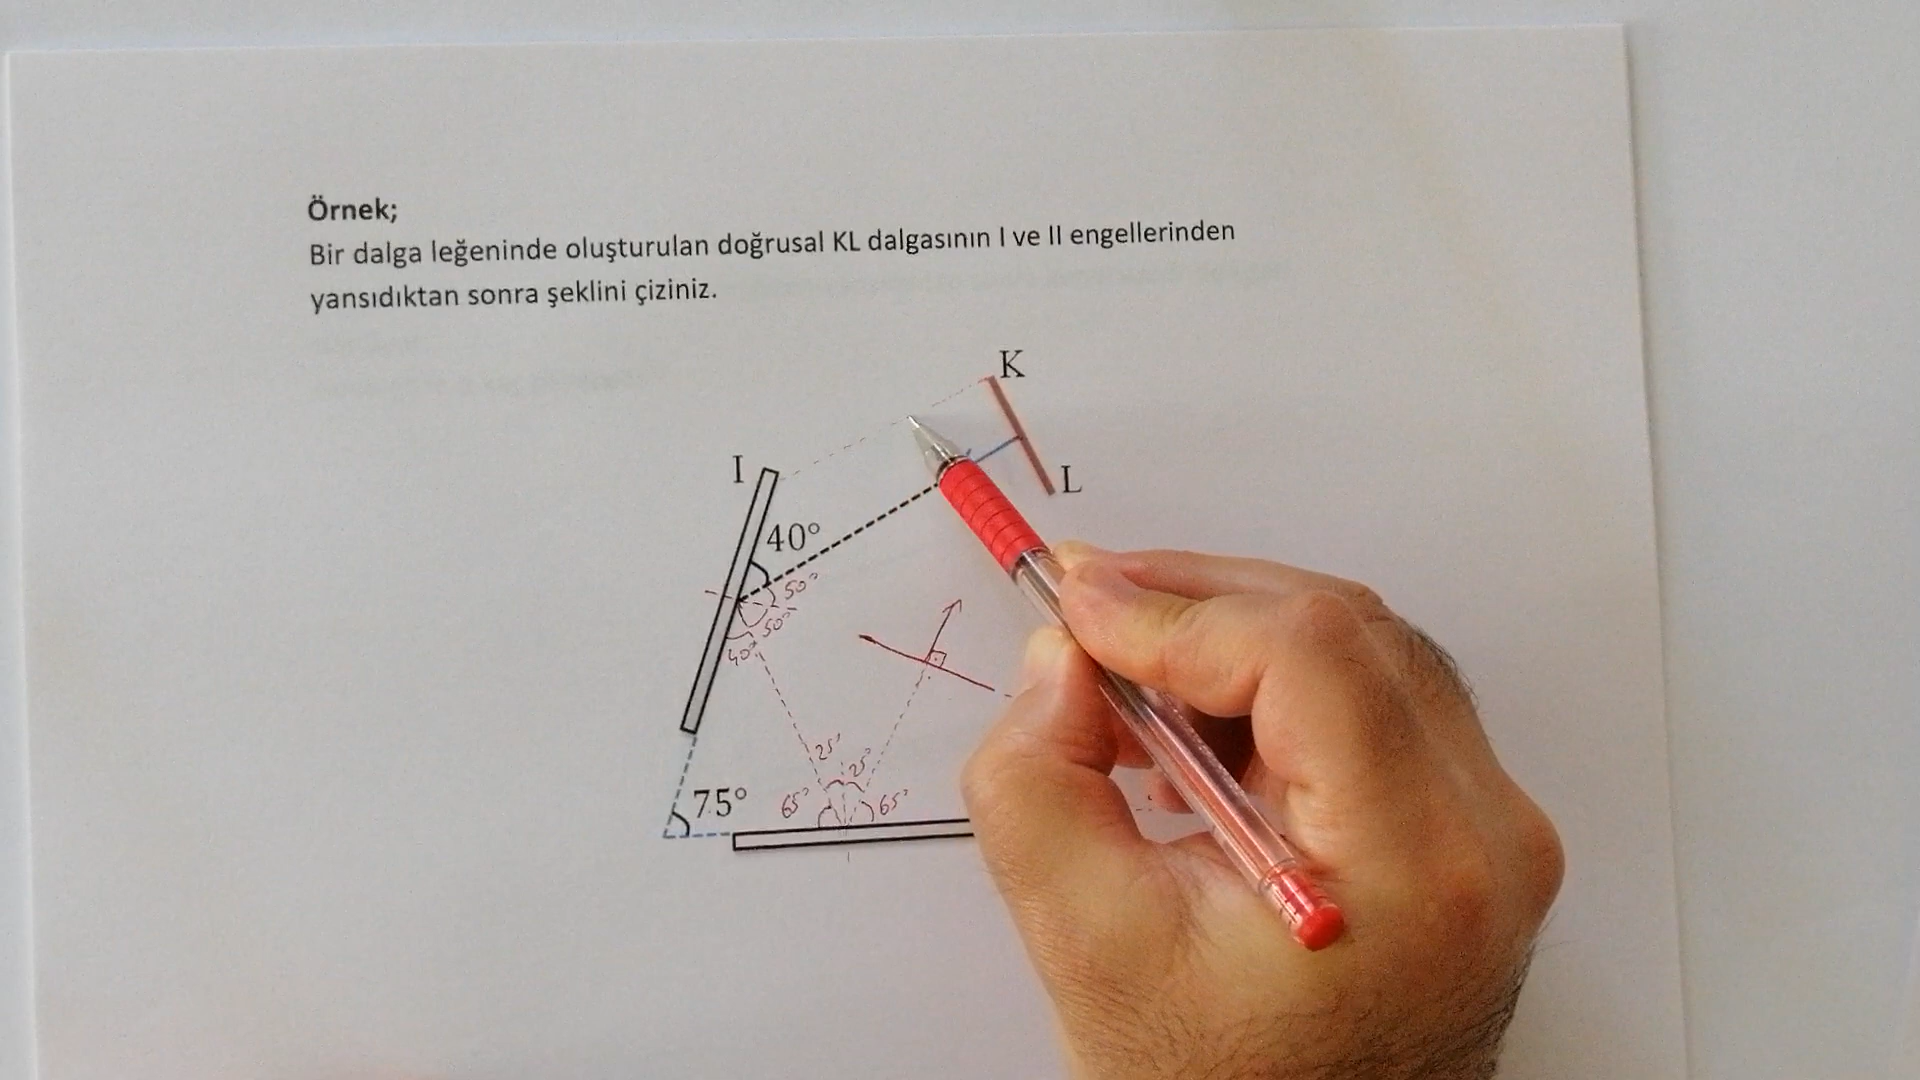 Örnek;
Bir dalga leğeninde oluşturulan doğrusal KL dalgasının I ve II engellerinden
yansıdıktan sonra şeklini çiziniz.
K
I
L
40°
50°
50°
40°
25°
25°
75°
65°
65°